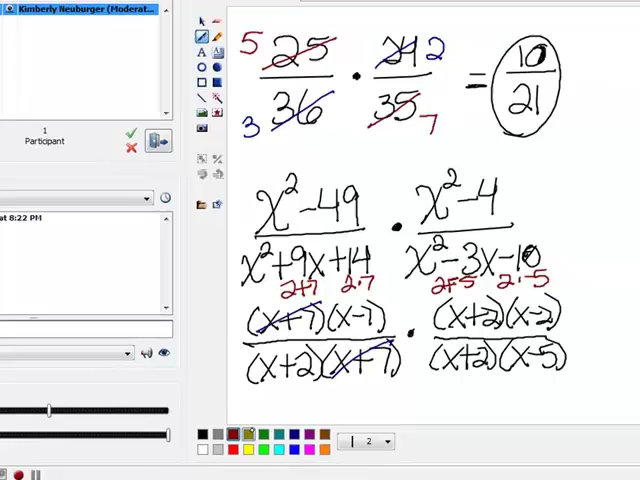 Kimberly Neuburger (Moderat...
1
Participant
at 8:22 PM
5 25/36 3 · 24 2/35 7 = 10/21
x² - 49 / x² + 9x + 14 · x² - 4 / x² - 3x - 10
2+7 2·7 2+-5 2·-5
(x+7)(x-7) / (x+2)(x+7) · (x+2)(x-2) / (x+2)(x-5)
2